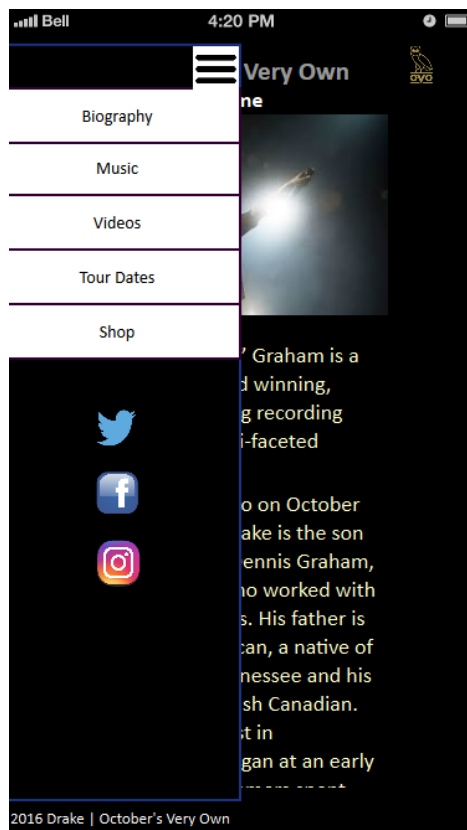 Bell 4:20 PM
Very Own
ovo
ne
Biography
Music
Videos
Tour Dates
Shop
’ Graham is a
d winning,
g recording
i-faceted
o on October
ake is the son
ennis Graham,
ho worked with
s. His father is
can, a native of
nessee and his
sh Canadian.
st in
gan at an early
2016 Drake | October's Very Own